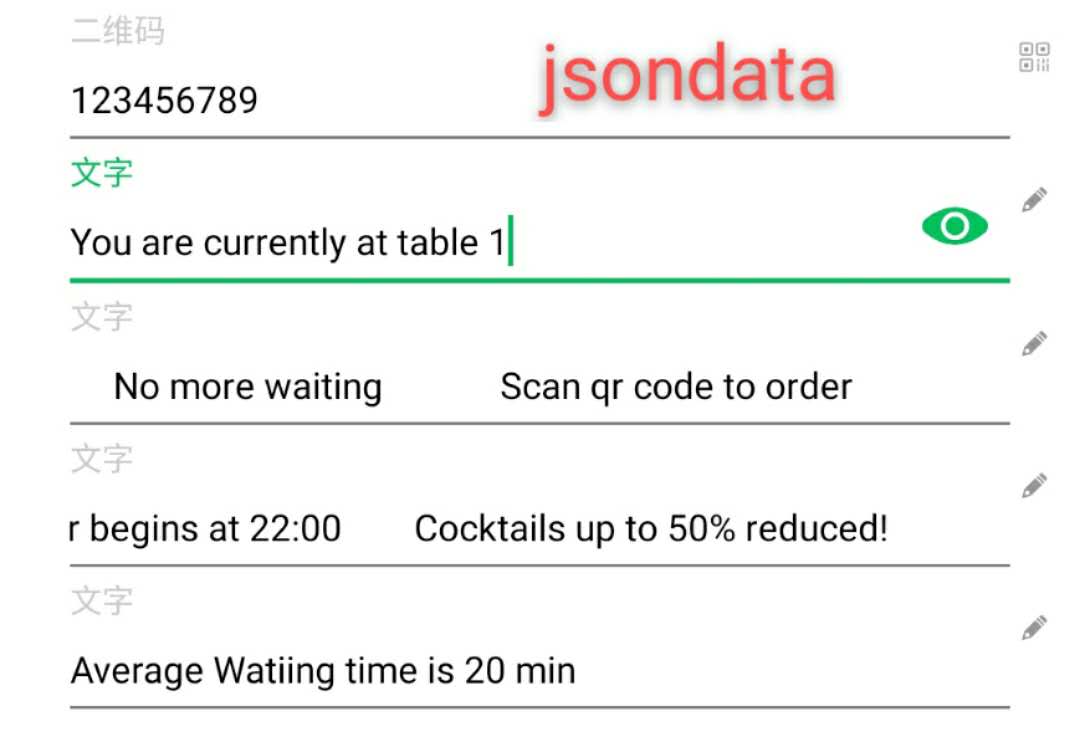 二维码
jsondata
123456789
文字
You are currently at table 1
文字
No more waiting Scan qr code to order
文字
r begins at 22:00 Cocktails up to 50% reduced!
文字
Average Watiing time is 20 min